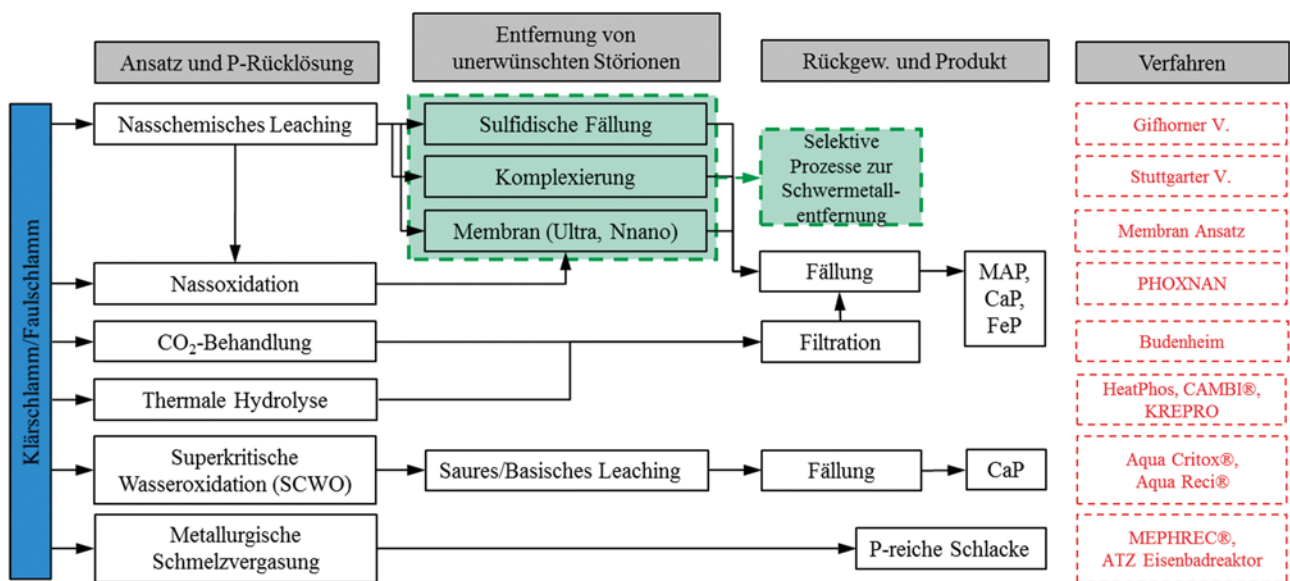 Ansatz und P-Rücklösung
Entfernung von
unerwünschten Störionen
Rückgew. und Produkt
Verfahren
Klärschlamm/Faulschlamm
Nasschemisches Leaching
Sulfidische Fällung
Komplexierung
Membran (Ultra, Nnano)
Selektive
Prozesse zur
Schwermetall-
entfernung
Gifhorner V.
Stuttgarter V.
Membran Ansatz
Nassoxidation
Fällung
MAP,
CaP,
FeP
PHOXNAN
CO₂-Behandlung
Filtration
Budenheim
Thermale Hydrolyse
HeatPhos, CAMBI®,
KREPRO
Superkritische
Wasseroxidation (SCWO)
Saures/Basisches Leaching
Fällung
CaP
Aqua Critox®,
Aqua Reci®
Metallurgische
Schmelzvergasung
P-reiche Schlacke
MEPHREC®,
ATZ Eisenbadreaktor